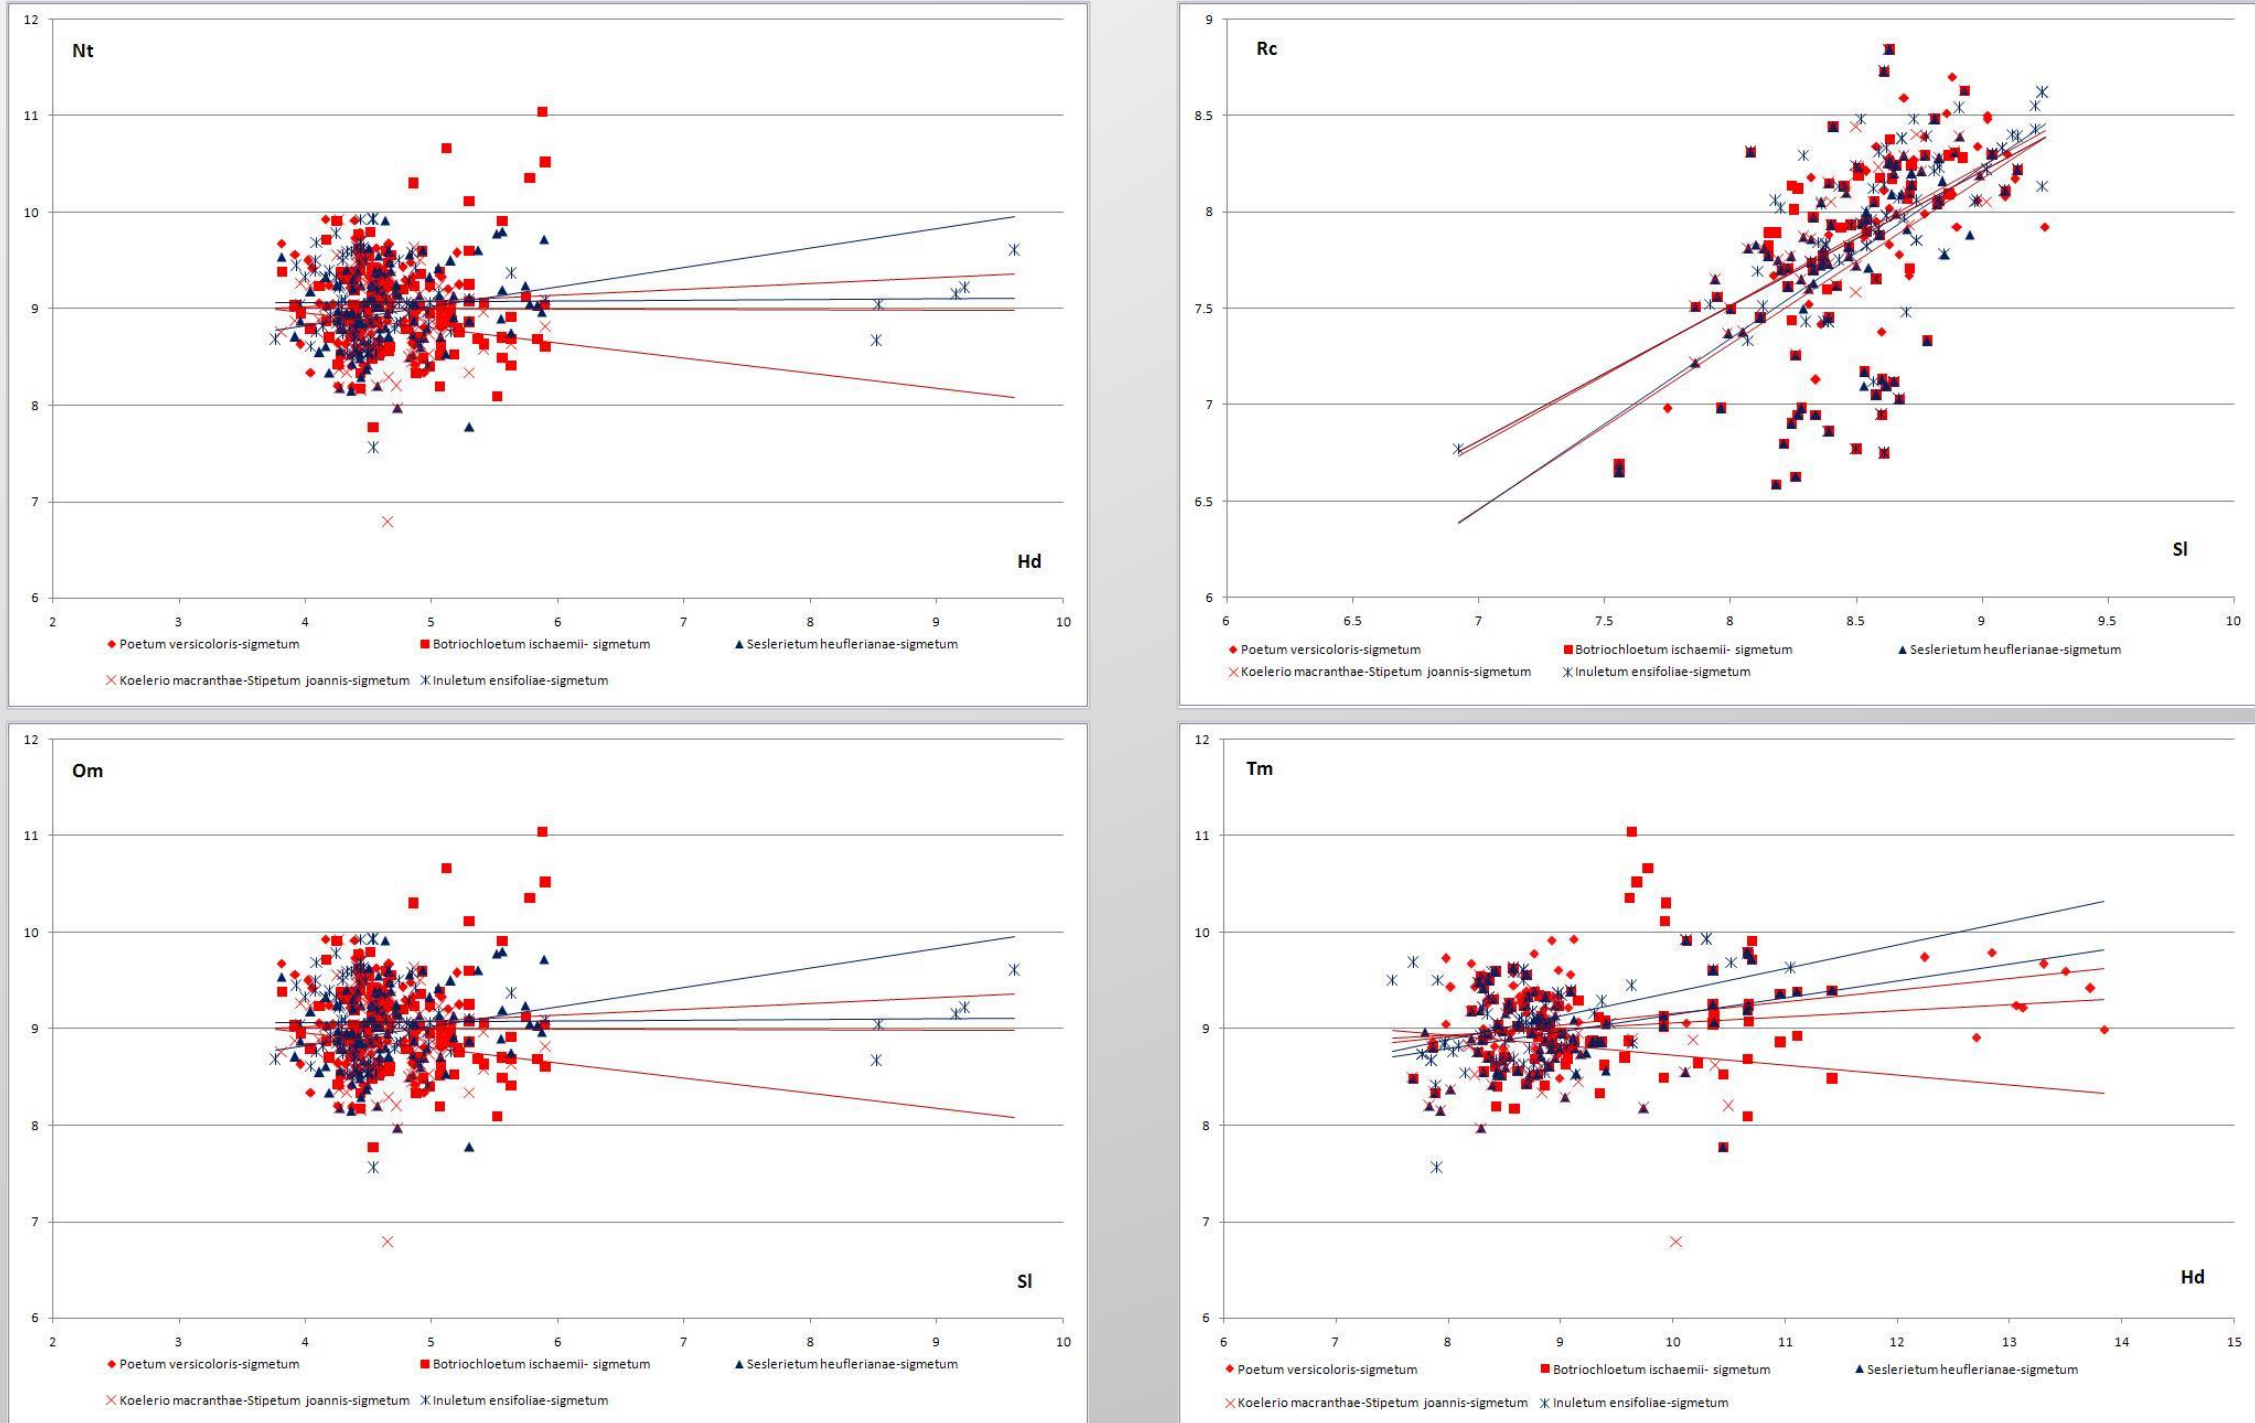 12
Nt
11
10
9
8
7
Hd
6
2 3 4 5 6 7 8 9 10
Poetum versicoloris-sigmetum Botriochloetum ischaemii- sigmetum Seslerietum heuflerianae-sigmetum
Koelerio macranthae-Stipetum joannis-sigmetum Inuletum ensifoliae-sigmetum
9
Rc
8.5
8
7.5
7
6.5
Sl
6
6 6.5 7 7.5 8 8.5 9 9.5 10
Poetum versicoloris-sigmetum Botriochloetum ischaemii- sigmetum Seslerietum heuflerianae-sigmetum
Koelerio macranthae-Stipetum joannis-sigmetum Inuletum ensifoliae-sigmetum
12
Om
11
10
9
8
7
Sl
6
2 3 4 5 6 7 8 9 10
Poetum versicoloris-sigmetum Botriochloetum ischaemii- sigmetum Seslerietum heuflerianae-sigmetum
Koelerio macranthae-Stipetum joannis-sigmetum Inuletum ensifoliae-sigmetum
12
Tm
11
10
9
8
7
Hd
6
6 7 8 9 10 11 12 13 14 15
Poetum versicoloris-sigmetum Botriochloetum ischaemii- sigmetum Seslerietum heuflerianae-sigmetum
Koelerio macranthae-Stipetum joannis-sigmetum Inuletum ensifoliae-sigmetum